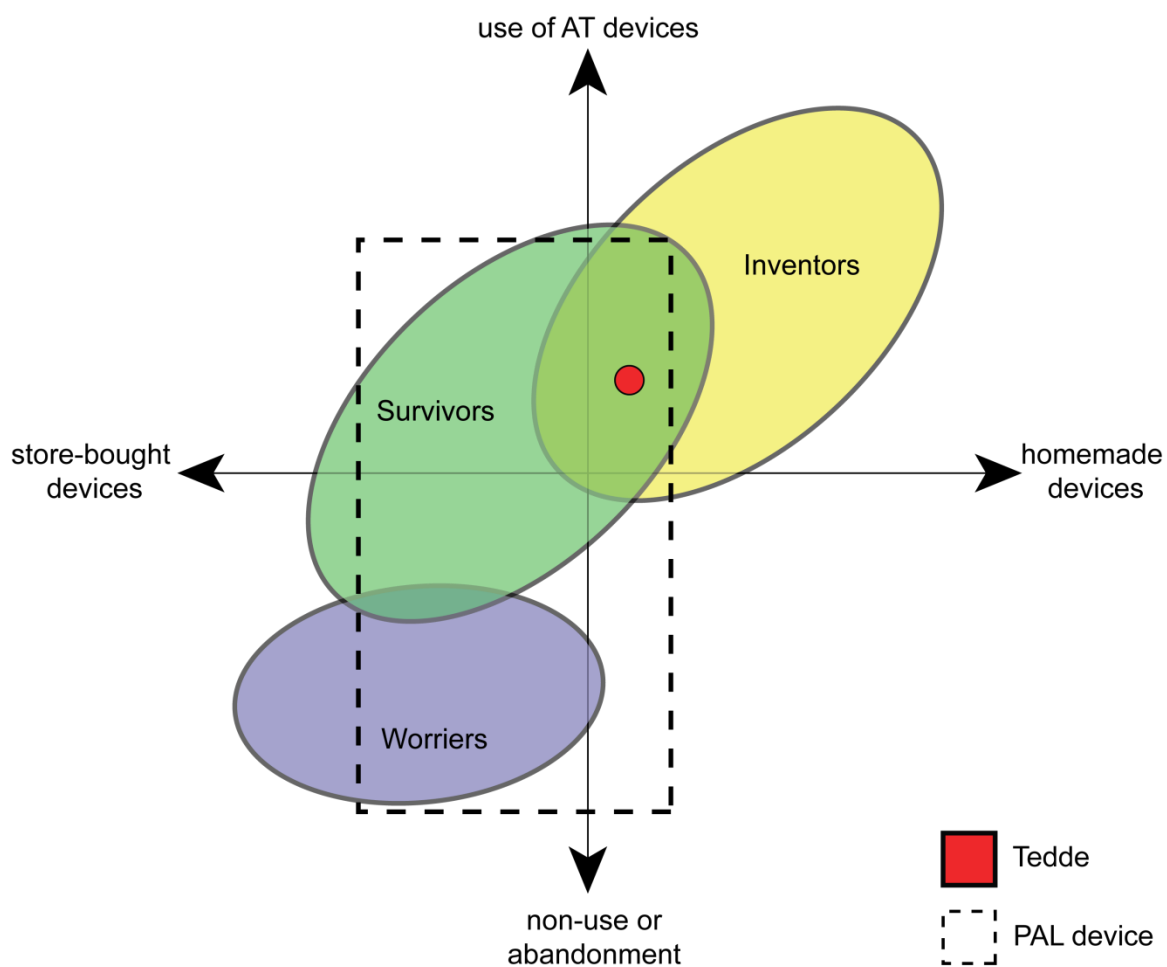 use of AT devices
Inventors
Survivors
store-bought
devices
homemade
devices
Worriers
Tedde
non-use or
abandonment
PAL device